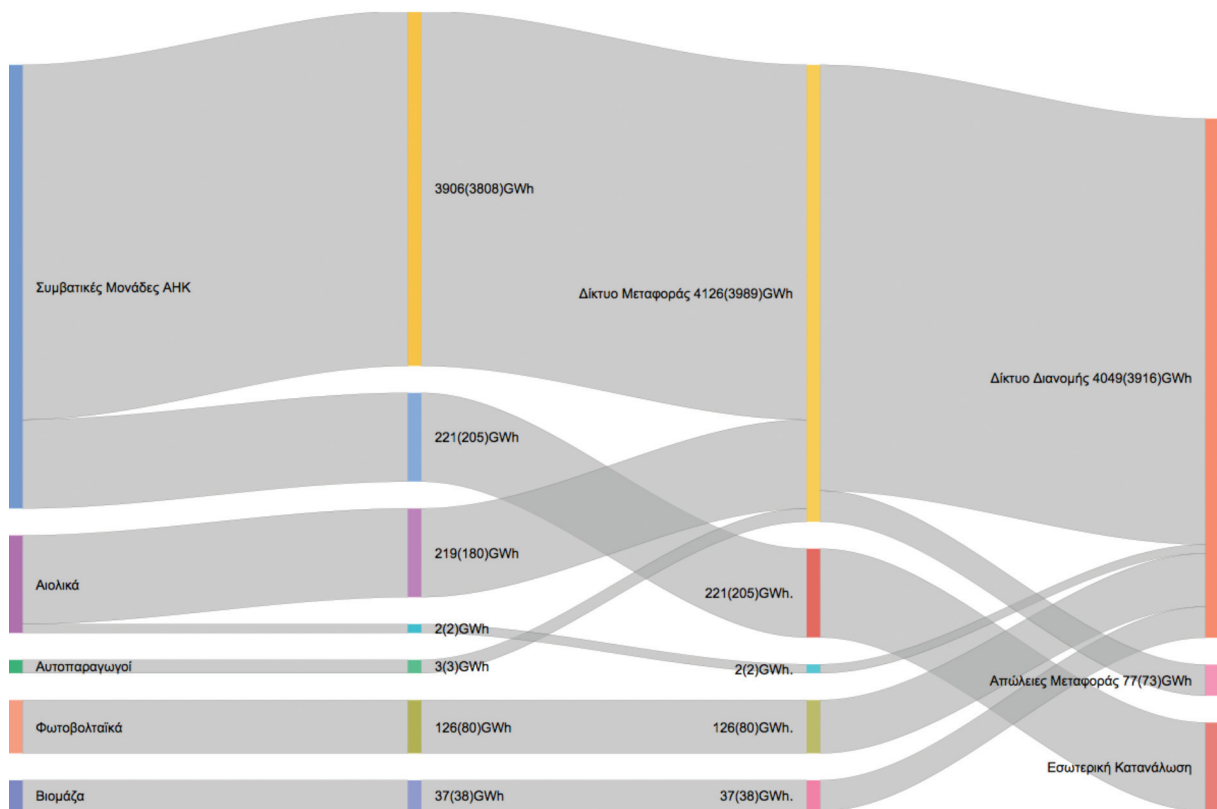 Συμβατικές Μονάδες ΑΗΚ
Αιολικά
Αυτοπαραγωγοί
Φωτοβολταϊκά
Βιομάζα
3906(3808)GWh
221(205)GWh
219(180)GWh
2(2)GWh
3(3)GWh
126(80)GWh
37(38)GWh
Δίκτυο Μεταφοράς 4126(3989)GWh
221(205)GWh.
2(2)GWh.
126(80)GWh.
37(38)GWh.
Δίκτυο Διανομής 4049(3916)GWh
Απώλειες Μεταφοράς 77(73)GWh
Εσωτερική Κατανάλωση